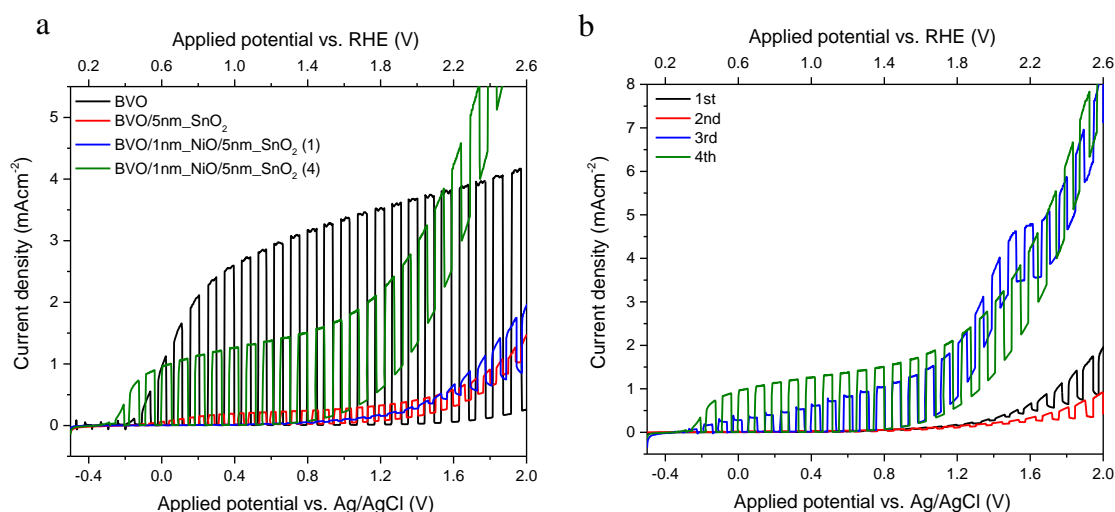 a
Applied potential vs. RHE (V)
0.2 0.6 1.0 1.4 1.8 2.2 2.6
BVO
BVO/5nm_SnO₂
BVO/1nm_NiO/5nm_SnO₂ (1)
BVO/1nm_NiO/5nm_SnO₂ (4)
Current density (mAcm⁻²)
5
4
3
2
1
0
-0.4 0.0 0.4 0.8 1.2 1.6 2.0
Applied potential vs. Ag/AgCl (V)
b
Applied potential vs. RHE (V)
0.2 0.6 1.0 1.4 1.8 2.2 2.6
1st
2nd
3rd
4th
Current density (mAcm⁻²)
8
7
6
5
4
3
2
1
0
-0.4 0.0 0.4 0.8 1.2 1.6 2.0
Applied potential vs. Ag/AgCl (V)